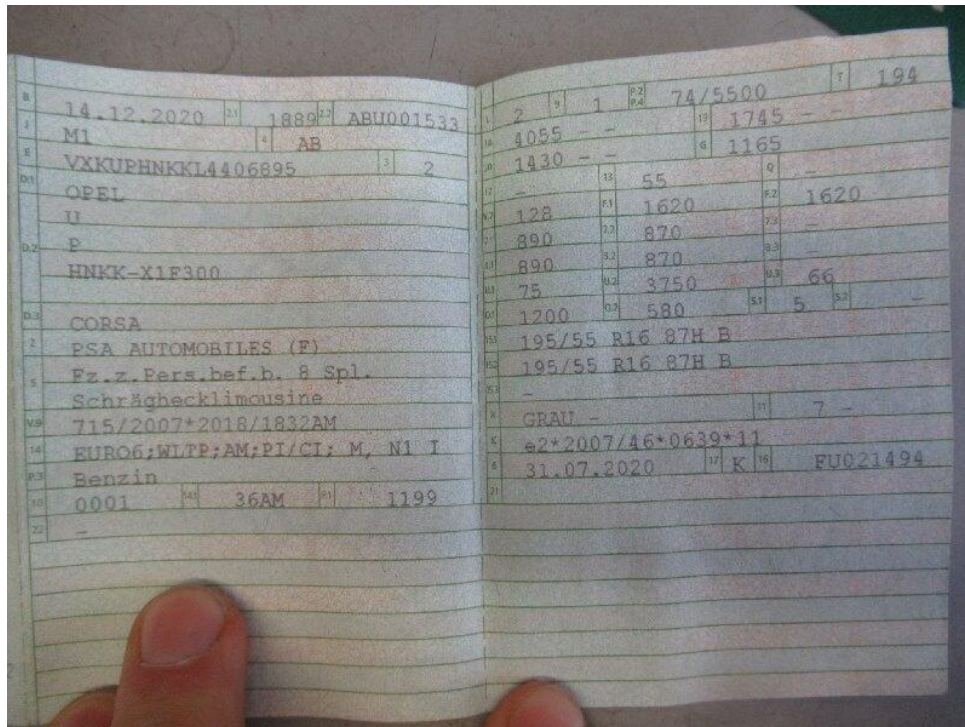 B 14.12.2020 2.1 1889 2.2 ABU001533
J M1 4 AB
E VXKUPHNKKL4406895 3 2
D.1 OPEL
U
D.2 P
HNKK-X1F300
D.3 CORSA
2 PSA AUTOMOBILES (F)
5 Fz.z.Pers.bef.b. 8 Spl.
Schräghecklimousine
V.9 715/2007*2018/1832AM
14 EURO6;WLTP;AM;PI/CI; M, N1 I
P.3 Benzin
10 0001 14.1 36AM P.1 1199
22 -
L 2 9 1 P.2 P.4 74/5500 T 194
18 4055 - - 19 1745 - -
20 1430 - - G 1165
12 - 13 55 Q -
V.7 128 F.1 1620 F.2 1620
7.1 890 7.2 870 7.3 -
8.1 890 8.2 870 8.3 -
U.1 75 U.2 3750 U.3 66
O.1 1200 O.2 580 S.1 5 S.2 -
15.1 195/55 R16 87H B
15.2 195/55 R16 87H B
15.3 -
R GRAU - 11 7 -
K e2*2007/46*0639*11
6 31.07.2020 17 K 16 FU021494
21